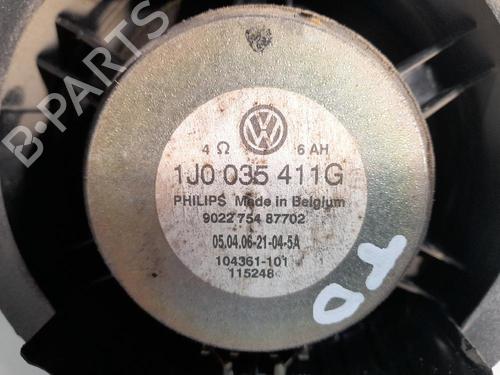 B-PARTS
VW
4 Ω 6 AH
1J0 035 411G
PHILIPS Made in Belgium
9022 754 87702
05.04.06-21-04-5A
104361-101
115248